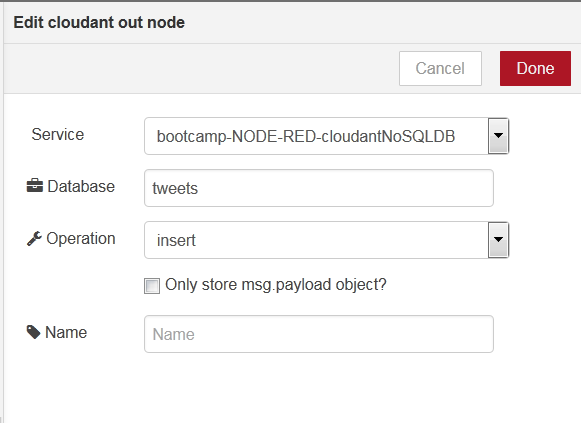 Edit cloudant out node
Cancel Done
Service bootcamp-NODE-RED-cloudantNoSQLDB
Database tweets
Operation insert
Only store msg.payload object?
Name Name